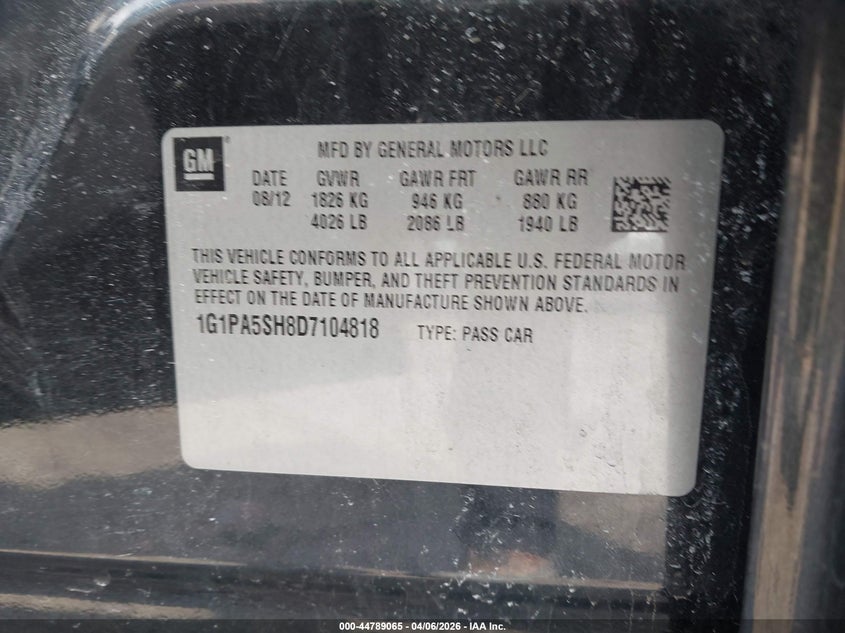 GM
MFD BY GENERAL MOTORS LLC
DATE GVWR GAWR FRT GAWR RR
08/12 1826 KG 946 KG 880 KG
4026 LB 2086 LB 1940 LB
THIS VEHICLE CONFORMS TO ALL APPLICABLE U.S. FEDERAL MOTOR
VEHICLE SAFETY, BUMPER, AND THEFT PREVENTION STANDARDS IN
EFFECT ON THE DATE OF MANUFACTURE SHOWN ABOVE.
1G1PA5SH8D7104818 TYPE: PASS CAR
000-44789065 - 04/06/2026 - IAA Inc.